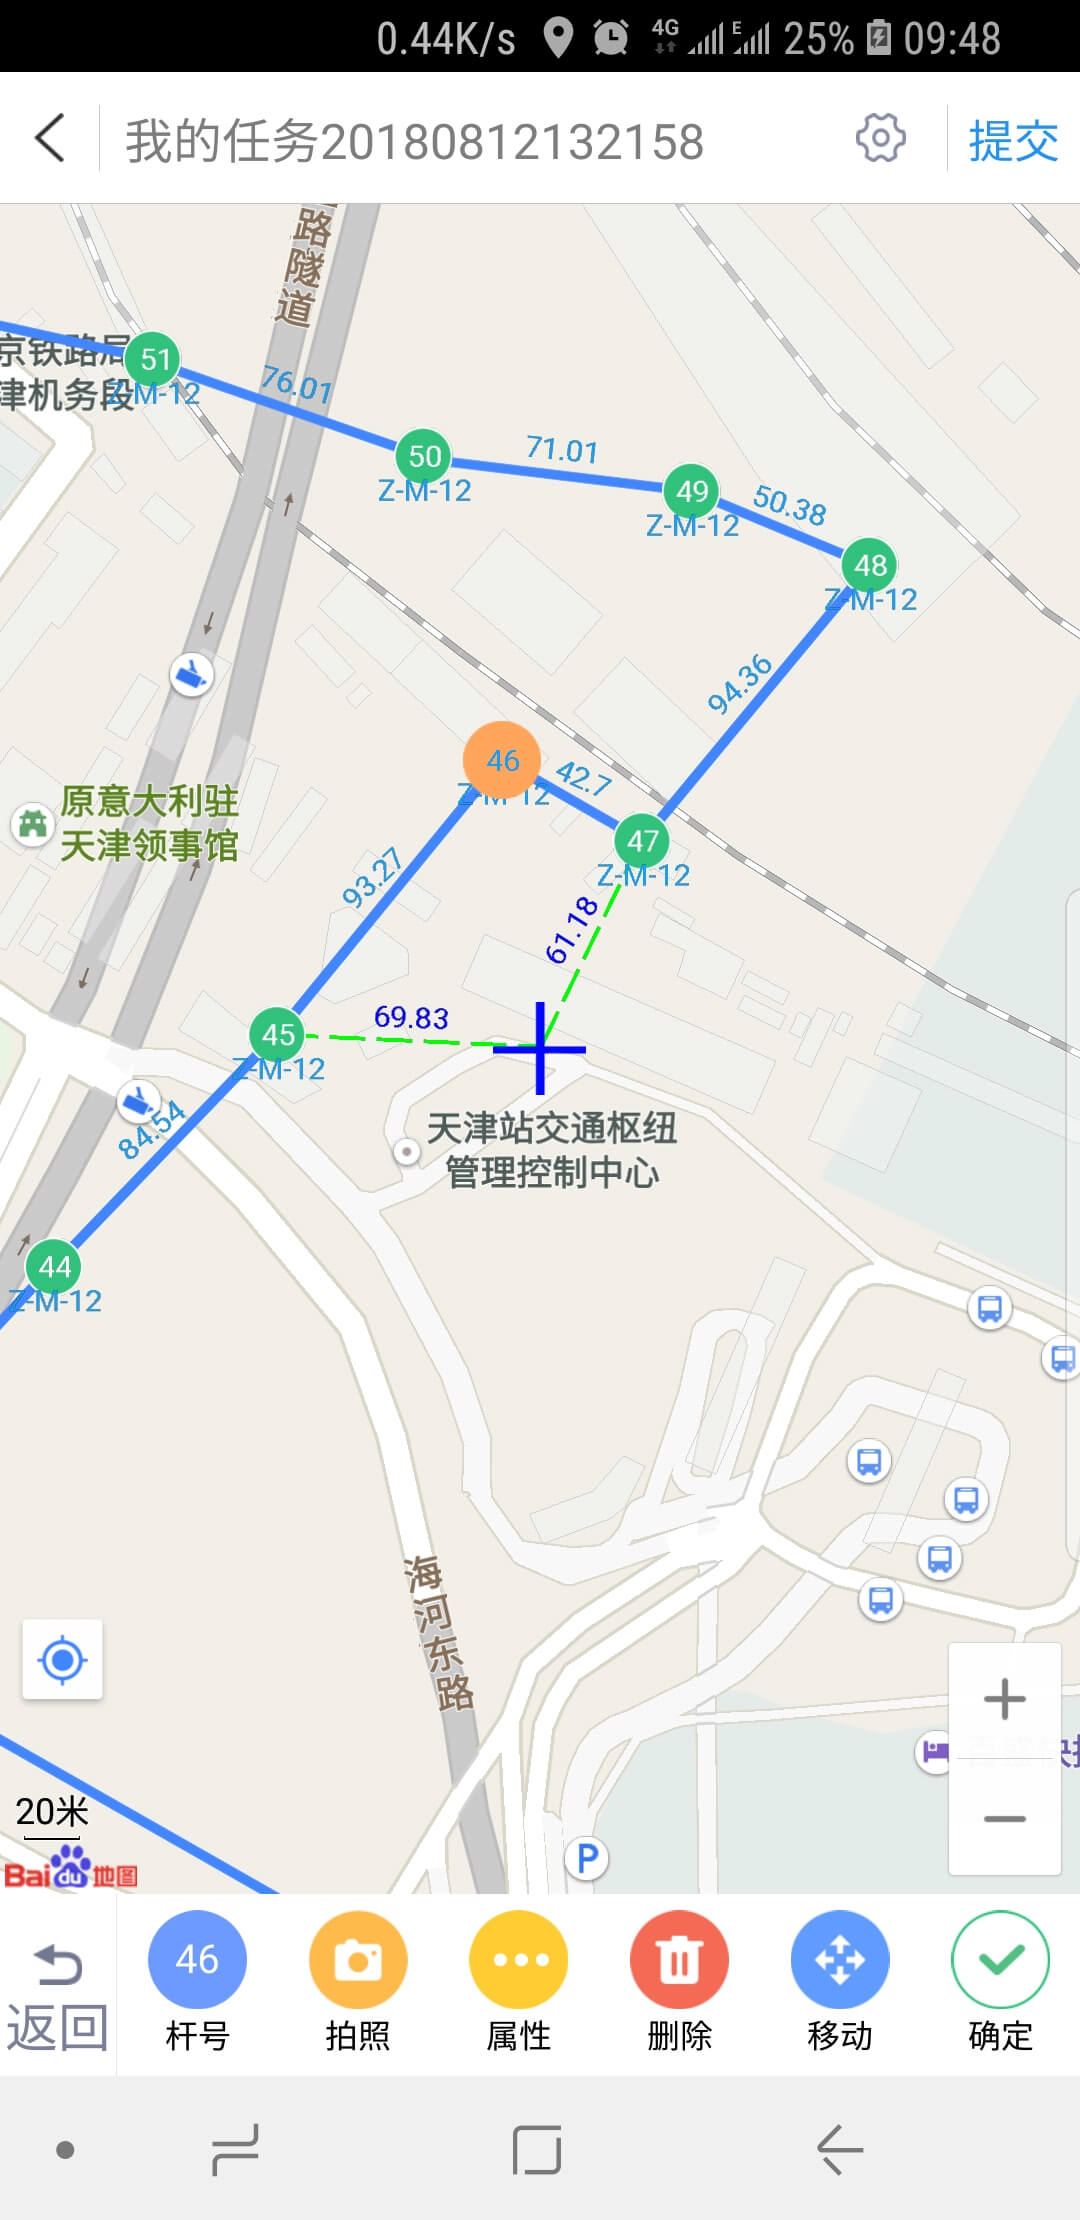 0.44K/s 4G E 25% 09:48
我的任务20180812132158
提交
路隧道
京铁路局
津机务段
51
Z-M-12
76.01
50
Z-M-12
71.01
49
Z-M-12
50.38
48
Z-M-12
94.36
46
Z-M-12
42.7
47
Z-M-12
原意大利驻
天津领事馆
93.27
61.18
69.83
45
Z-M-12
84.54
天津站交通枢纽
管理控制中心
44
Z-M-12
海河东路
20米
Bai du 地图
P
+
−
返回
46
杆号
拍照
属性
删除
移动
确定